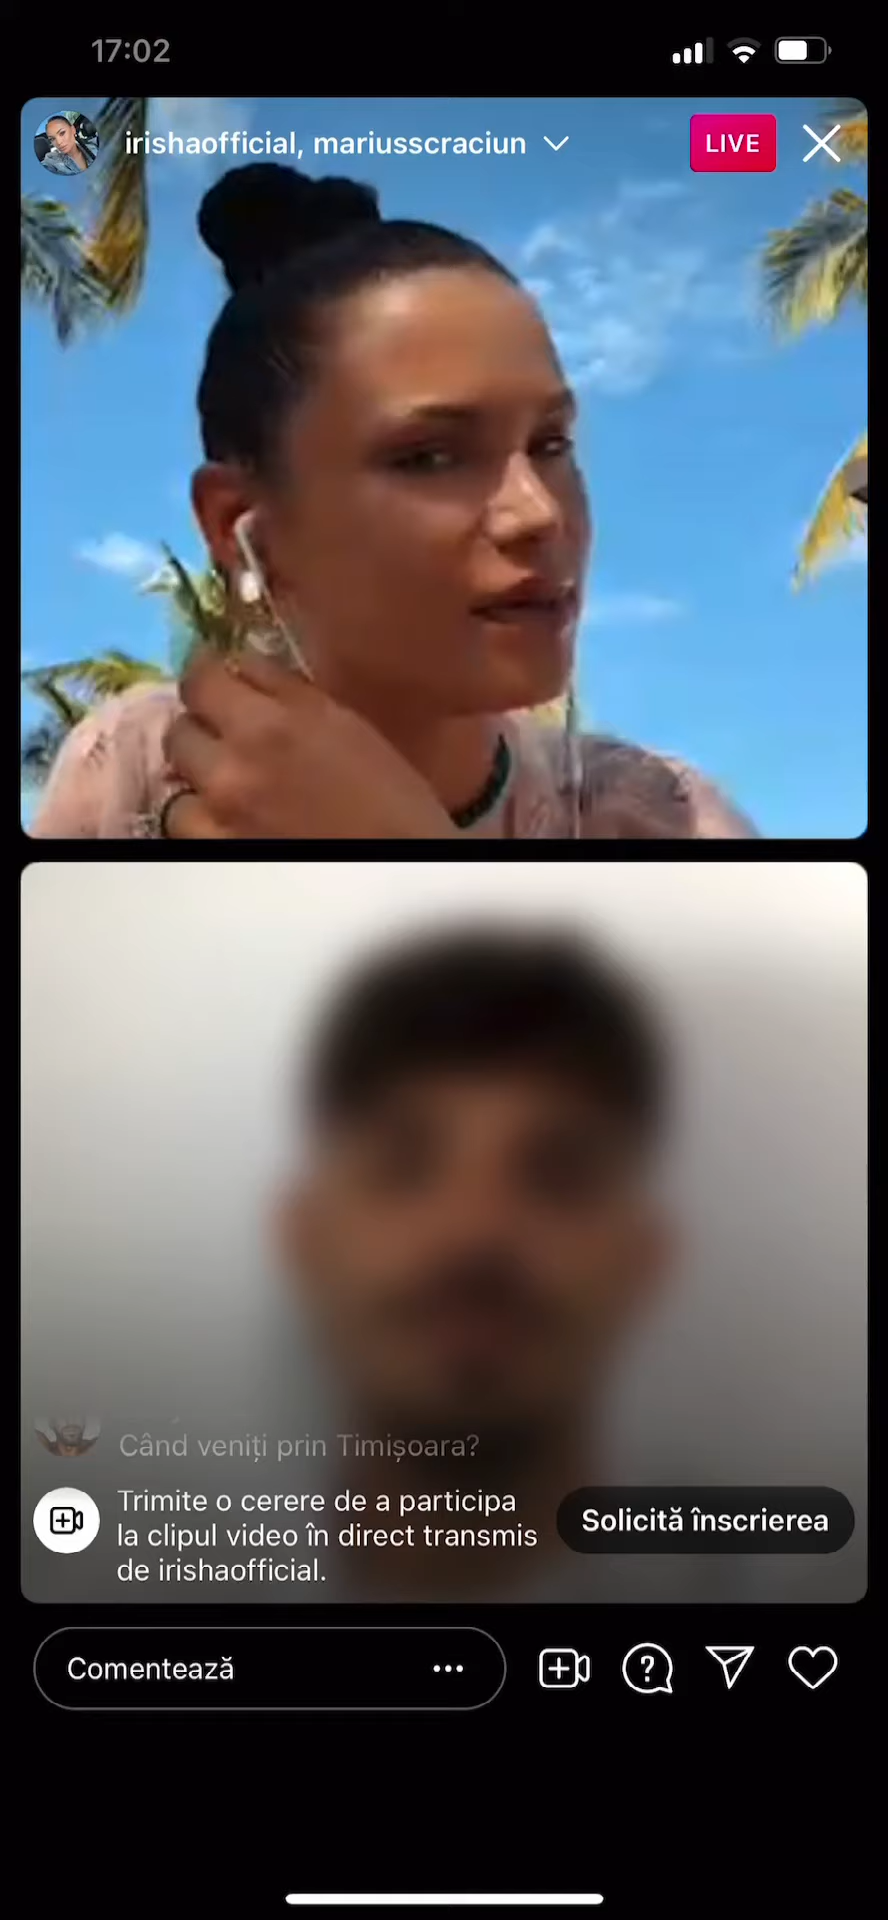 17:02
irishaofficial, mariusscraciun
LIVE
Când veniți prin Timișoara?
Trimite o cerere de a participa
la clipul video în direct transmis
de irishaofficial.
Solicită înscrierea
Comentează